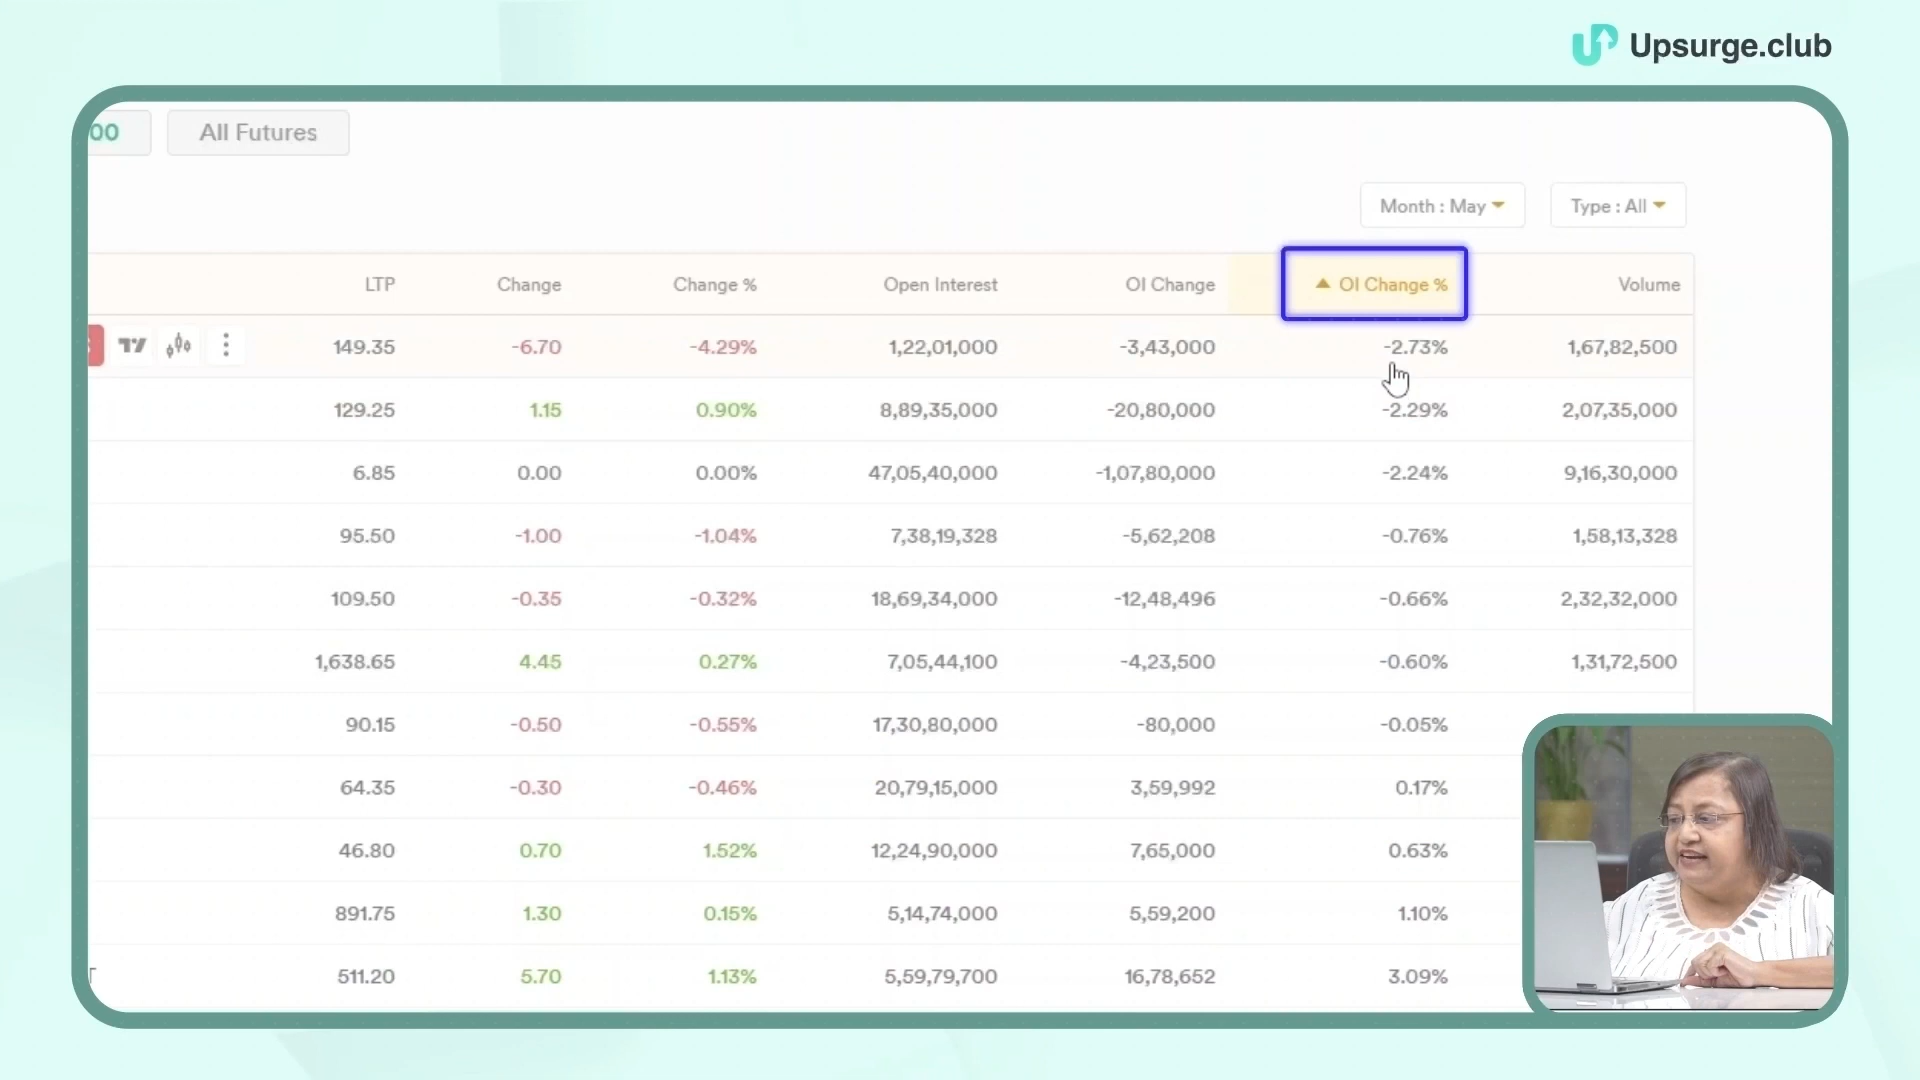 Upsurge.club
00 All Futures
Month : May Type : All
LTP Change Change % Open Interest OI Change OI Change % Volume
149.35 -6.70 -4.29% 1,22,01,000 -3,43,000 -2.73% 1,67,82,500
129.25 1.15 0.90% 8,89,35,000 -20,80,000 -2.29% 2,07,35,000
6.85 0.00 0.00% 47,05,40,000 -1,07,80,000 -2.24% 9,16,30,000
95.50 -1.00 -1.04% 7,38,19,328 -5,62,208 -0.76% 1,58,13,328
109.50 -0.35 -0.32% 18,69,34,000 -12,48,496 -0.66% 2,32,32,000
1,638.65 4.45 0.27% 7,05,44,100 -4,23,500 -0.60% 1,31,72,500
90.15 -0.50 -0.55% 17,30,80,000 -80,000 -0.05%
64.35 -0.30 -0.46% 20,79,15,000 3,59,992 0.17%
46.80 0.70 1.52% 12,24,90,000 7,65,000 0.63%
891.75 1.30 0.15% 5,14,74,000 5,59,200 1.10%
T 511.20 5.70 1.13% 5,59,79,700 16,78,652 3.09%